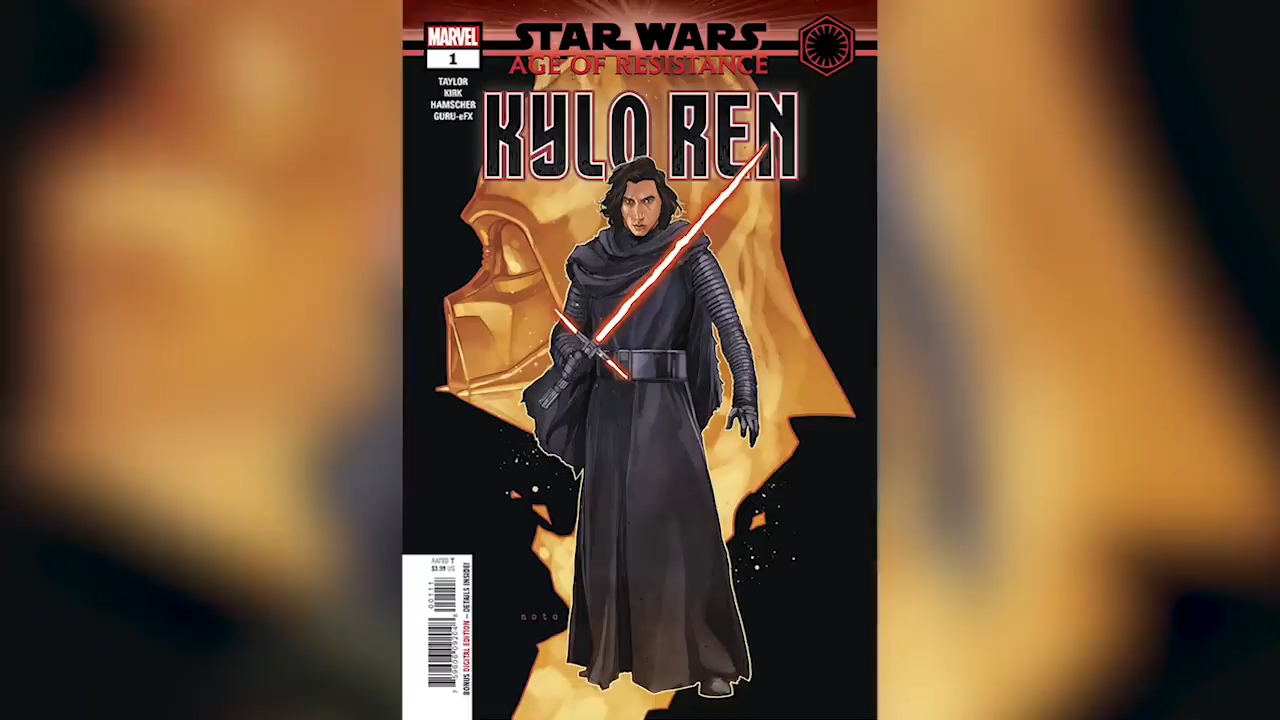 MARVEL
1
TAYLOR
KIRK
HAMSCHER
GURU-eFX
STAR WARS
AGE OF RESISTANCE
KYLO REN
noto
RATED T
$3.99 US
BONUS DIGITAL EDITION – DETAILS INSIDE!